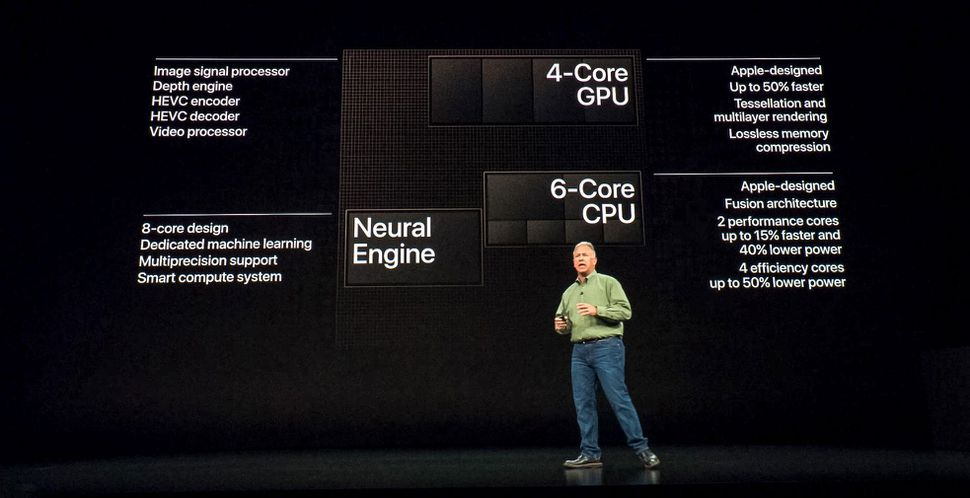 Image signal processor
Depth engine
HEVC encoder
HEVC decoder
Video processor
4-Core
GPU
Apple-designed
Up to 50% faster
Tessellation and
multilayer rendering
Lossless memory
compression
8-core design
Dedicated machine learning
Multiprecision support
Smart compute system
Neural
Engine
6-Core
CPU
Apple-designed
Fusion architecture
2 performance cores
up to 15% faster and
40% lower power
4 efficiency cores
up to 50% lower power